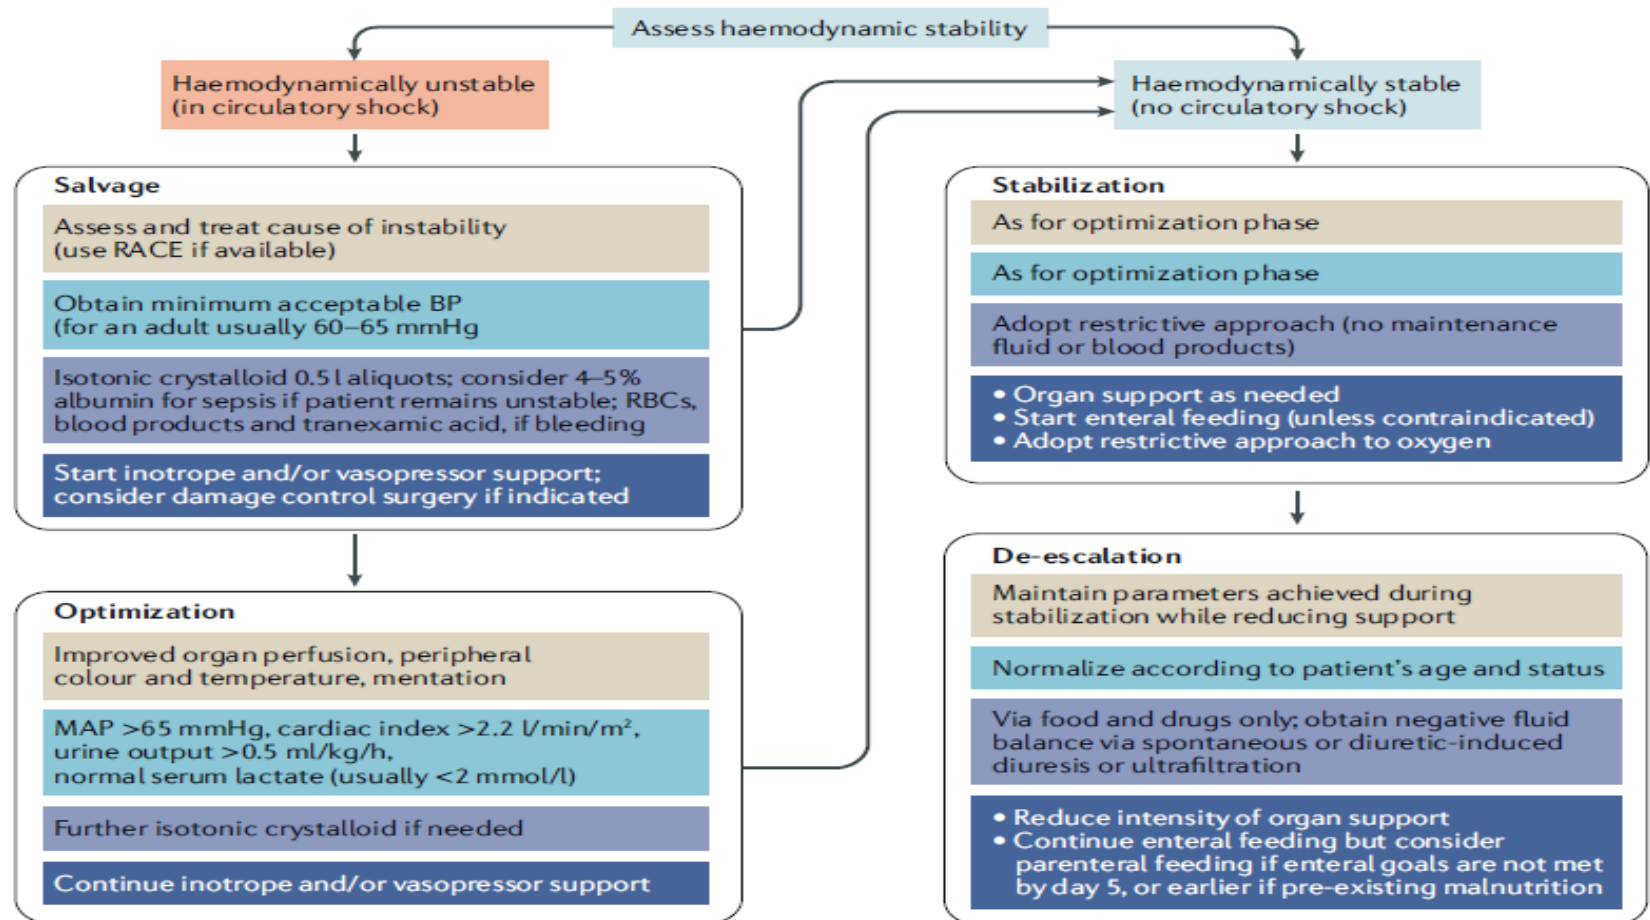 Assess haemodynamic stability
Haemodynamically unstable
(in circulatory shock)
Haemodynamically stable
(no circulatory shock)
Salvage
Assess and treat cause of instability
(use RACE if available)
Obtain minimum acceptable BP
(for an adult usually 60–65 mmHg
Isotonic crystalloid 0.5 l aliquots; consider 4–5%
albumin for sepsis if patient remains unstable; RBCs,
blood products and tranexamic acid, if bleeding
Start inotrope and/or vasopressor support;
consider damage control surgery if indicated
Optimization
Improved organ perfusion, peripheral
colour and temperature, mentation
MAP >65 mmHg, cardiac index >2.2 l/min/m²,
urine output >0.5 ml/kg/h,
normal serum lactate (usually <2 mmol/l)
Further isotonic crystalloid if needed
Continue inotrope and/or vasopressor support
Stabilization
As for optimization phase
As for optimization phase
Adopt restrictive approach (no maintenance
fluid or blood products)
• Organ support as needed
• Start enteral feeding (unless contraindicated)
• Adopt restrictive approach to oxygen
De-escalation
Maintain parameters achieved during
stabilization while reducing support
Normalize according to patient's age and status
Via food and drugs only; obtain negative fluid
balance via spontaneous or diuretic-induced
diuresis or ultrafiltration
• Reduce intensity of organ support
• Continue enteral feeding but consider
parenteral feeding if enteral goals are not met
by day 5, or earlier if pre-existing malnutrition